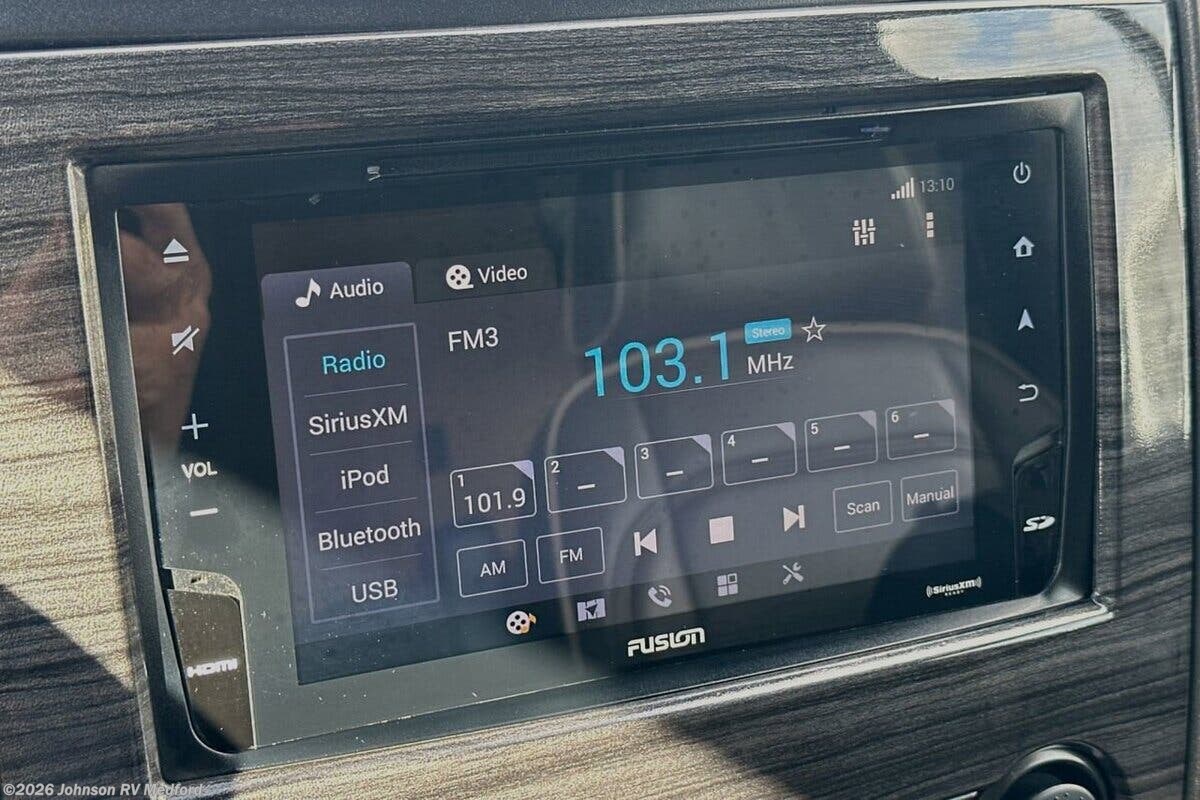 13:10
Audio
Video
Radio
SiriusXM
iPod
Bluetooth
USB
FM3
103.1
Stereo
MHz
1
101.9
2
–
3
–
4
–
5
–
6
–
AM
FM
Scan
Manual
VOL
HDMI
FUSION
SD
SiriusXM
READY
©2026 Johnson RV Medford